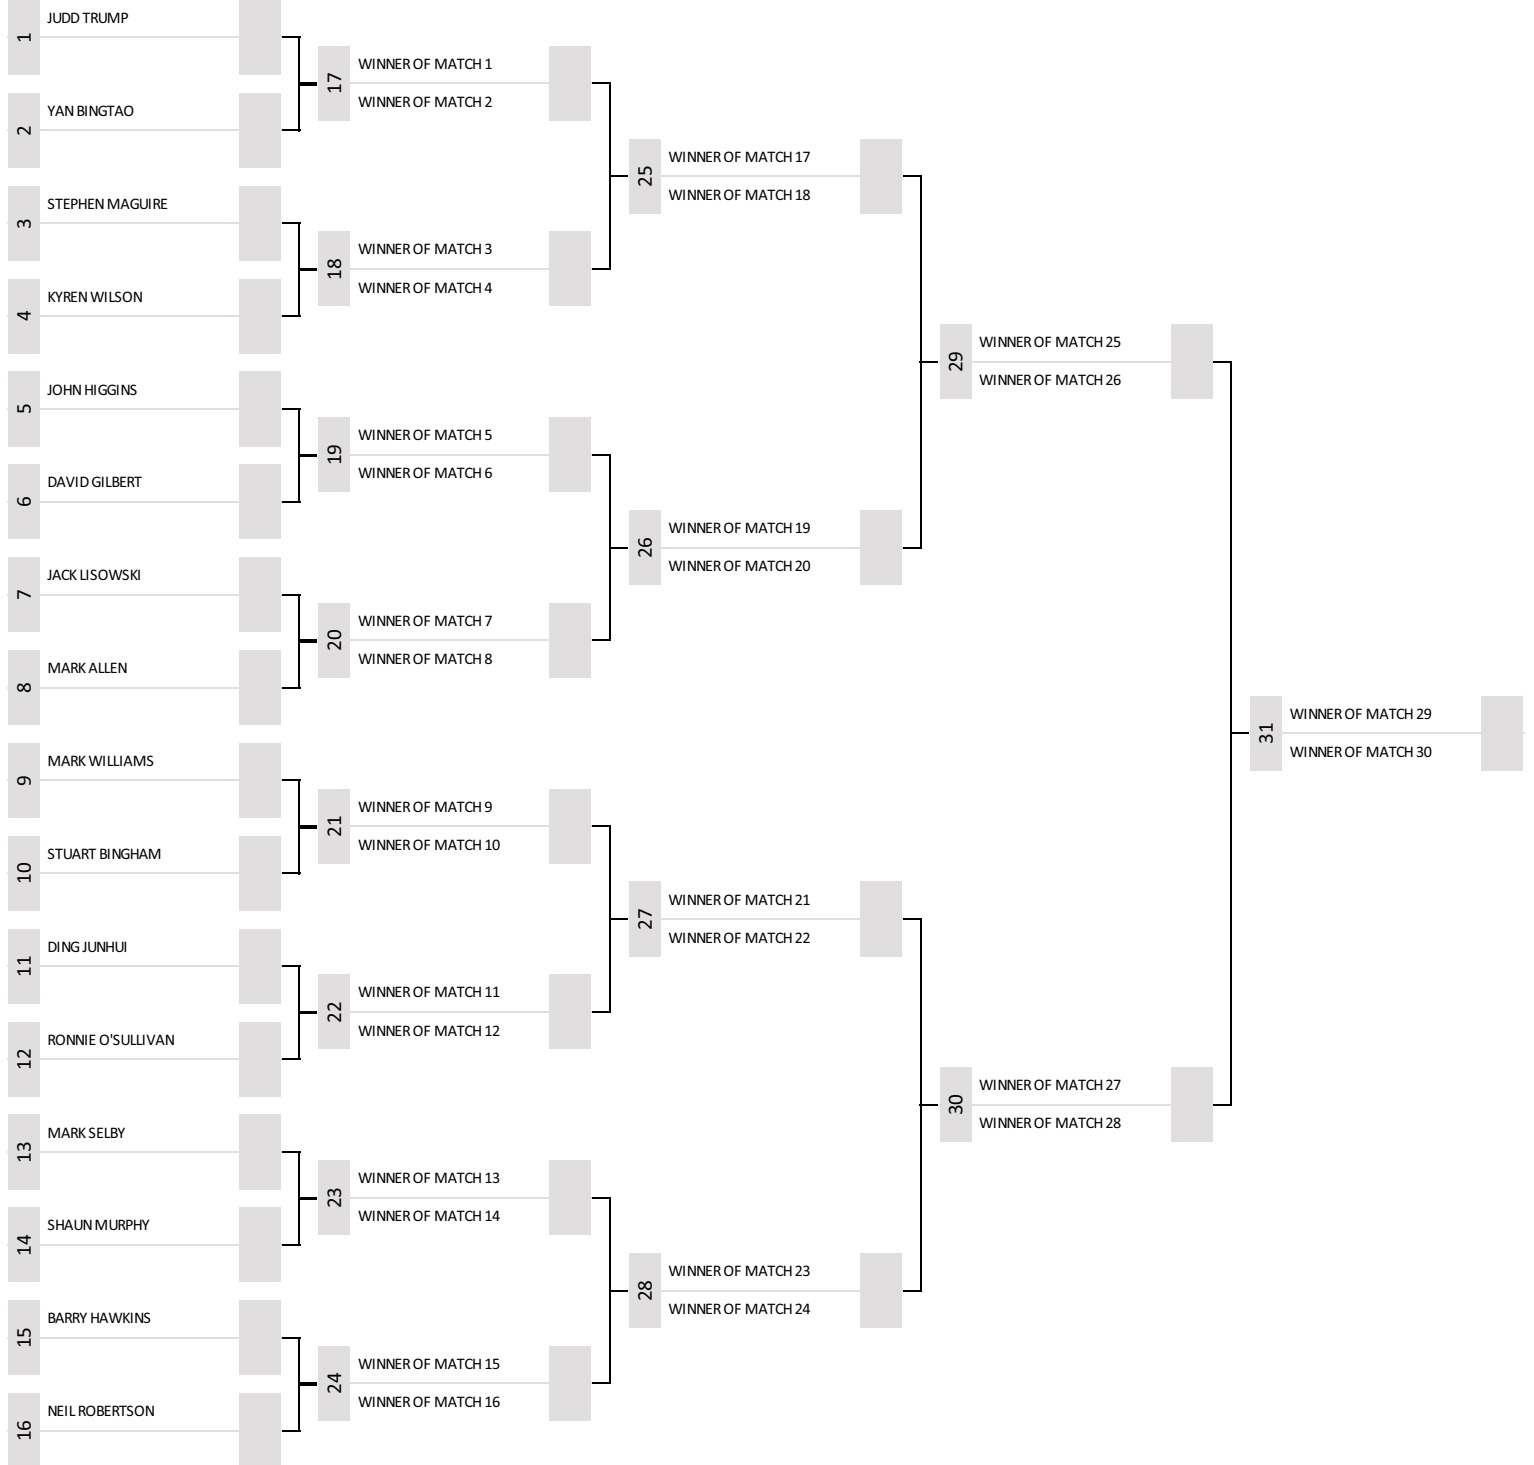 1
JUDD TRUMP
2
YAN BINGTAO
3
STEPHEN MAGUIRE
4
KYREN WILSON
5
JOHN HIGGINS
6
DAVID GILBERT
7
JACK LISOWSKI
8
MARK ALLEN
9
MARK WILLIAMS
10
STUART BINGHAM
11
DING JUNHUI
12
RONNIE O'SULLIVAN
13
MARK SELBY
14
SHAUN MURPHY
15
BARRY HAWKINS
16
NEIL ROBERTSON
17
WINNER OF MATCH 1
WINNER OF MATCH 2
18
WINNER OF MATCH 3
WINNER OF MATCH 4
19
WINNER OF MATCH 5
WINNER OF MATCH 6
20
WINNER OF MATCH 7
WINNER OF MATCH 8
21
WINNER OF MATCH 9
WINNER OF MATCH 10
22
WINNER OF MATCH 11
WINNER OF MATCH 12
23
WINNER OF MATCH 13
WINNER OF MATCH 14
24
WINNER OF MATCH 15
WINNER OF MATCH 16
25
WINNER OF MATCH 17
WINNER OF MATCH 18
26
WINNER OF MATCH 19
WINNER OF MATCH 20
27
WINNER OF MATCH 21
WINNER OF MATCH 22
28
WINNER OF MATCH 23
WINNER OF MATCH 24
29
WINNER OF MATCH 25
WINNER OF MATCH 26
30
WINNER OF MATCH 27
WINNER OF MATCH 28
31
WINNER OF MATCH 29
WINNER OF MATCH 30